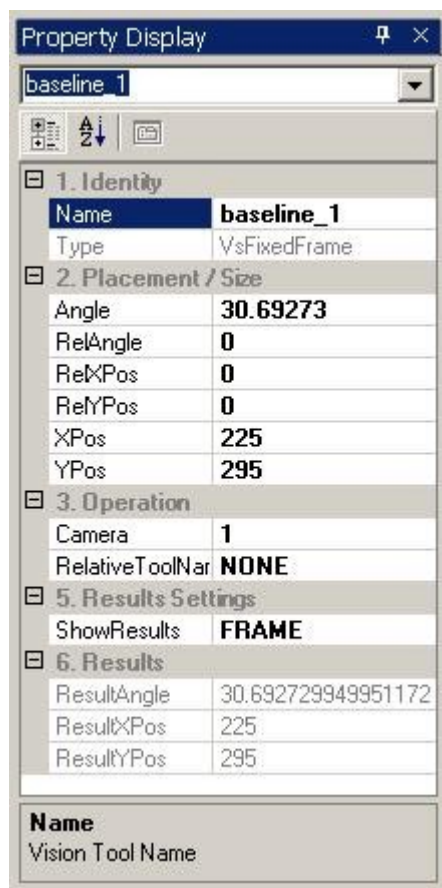 Property Display
baseline_1
1. Identity
Name baseline_1
Type VsFixedFrame
2. Placement / Size
Angle 30.69273
RelAngle 0
RelXPos 0
RelYPos 0
XPos 225
YPos 295
3. Operation
Camera 1
RelativeToolNar NONE
5. Results Settings
ShowResults FRAME
6. Results
ResultAngle 30.692729949951172
ResultXPos 225
ResultYPos 295
Name
Vision Tool Name